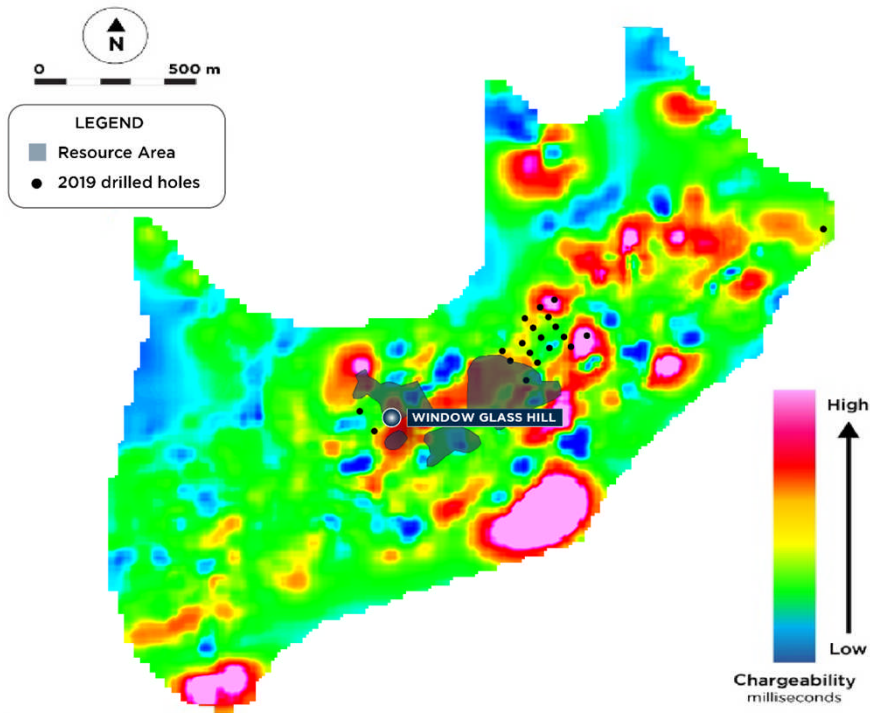 N
0 500 m
LEGEND
Resource Area
2019 drilled holes
WINDOW GLASS HILL
High
Low
Chargeability
milliseconds